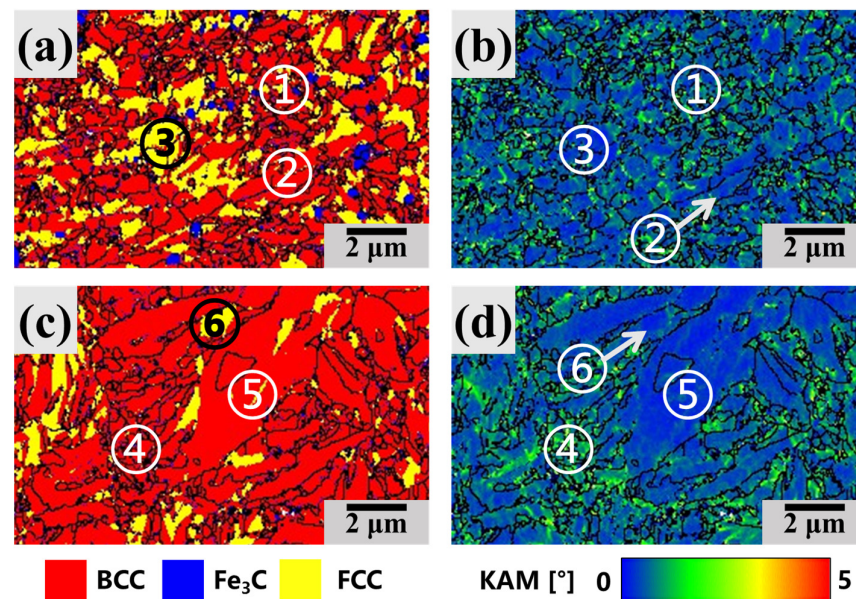 (a)
①
③
②
2 μm
(b)
①
③
②
2 μm
(c)
⑥
⑤
④
2 μm
(d)
⑥
⑤
④
2 μm
BCC Fe₃C FCC KAM [°] 0 5